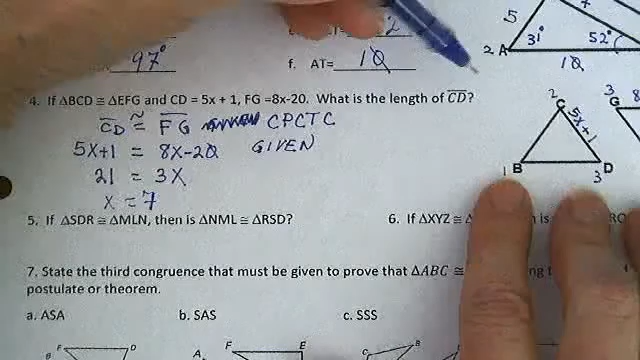 97°
f. AT= 10
5
2 A 31° 52°
10
4. If ΔBCD ≅ ΔEFG and CD = 5x + 1, FG =8x-20. What is the length of CD?
CD ≅ FG CPCTC
5X+1 = 8X-20 GIVEN
21 = 3X
X = 7
2 C 5X+1
1 B 3 D
3 G 8
5. If ΔSDR ≅ ΔMLN, then is ΔNML ≅ ΔRSD?
6. If ΔXYZ ≅
7. State the third congruence that must be given to prove that ΔABC ≅
postulate or theorem.
a. ASA b. SAS c. SSS
F D
B
A F E
C B